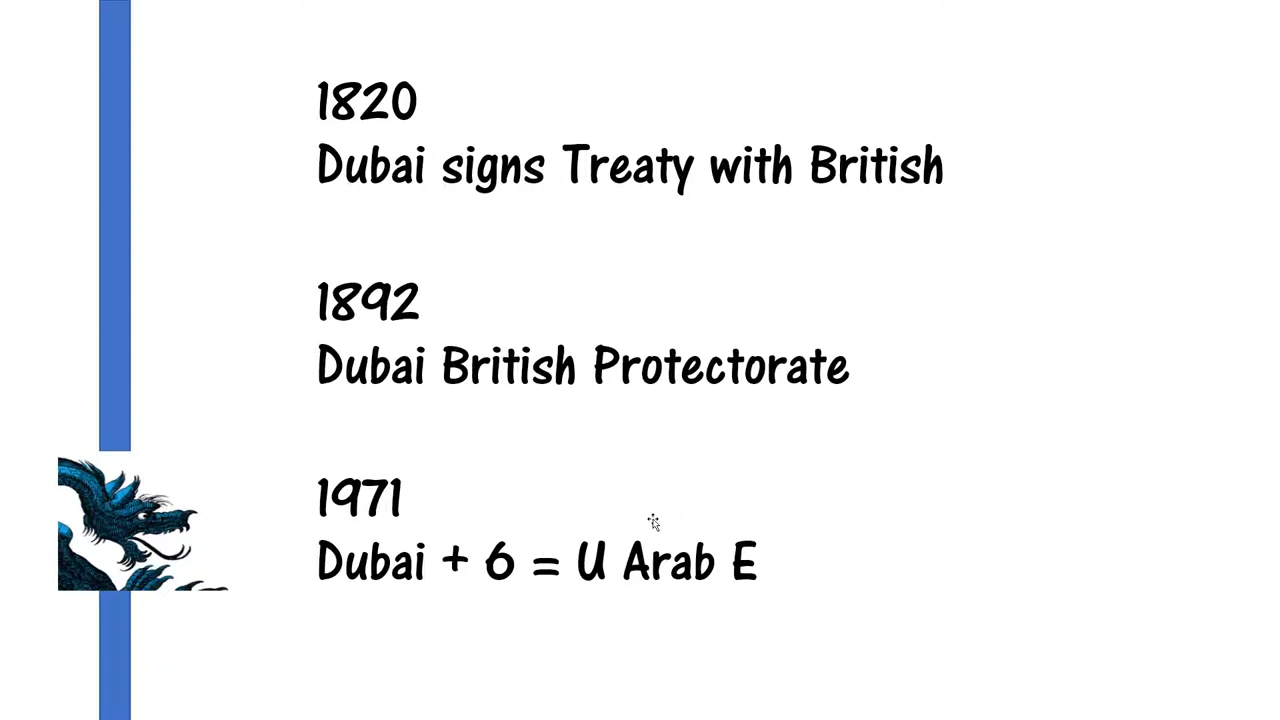 1820
Dubai signs Treaty with British
1892
Dubai British Protectorate
1971
Dubai + 6 = U Arab E